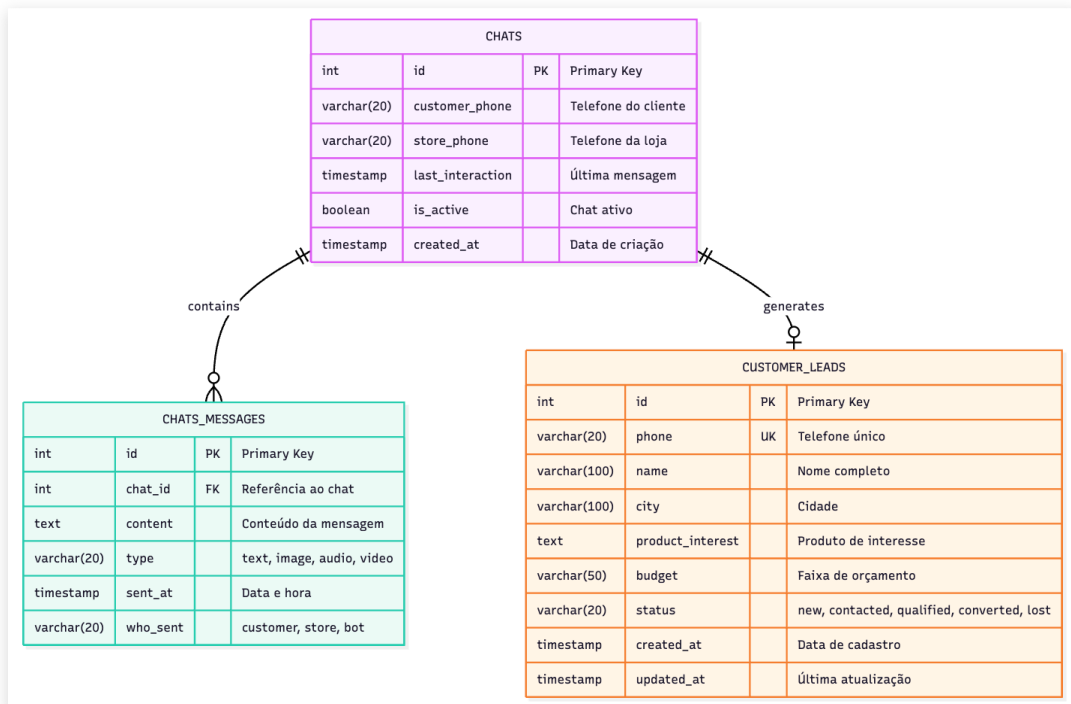 CHATS
int id PK Primary Key
varchar(20) customer_phone Telefone do cliente
varchar(20) store_phone Telefone da loja
timestamp last_interaction Última mensagem
boolean is_active Chat ativo
timestamp created_at Data de criação
contains
generates
CHATS_MESSAGES
int id PK Primary Key
int chat_id FK Referência ao chat
text content Conteúdo da mensagem
varchar(20) type text, image, audio, video
timestamp sent_at Data e hora
varchar(20) who_sent customer, store, bot
CUSTOMER_LEADS
int id PK Primary Key
varchar(20) phone UK Telefone único
varchar(100) name Nome completo
varchar(100) city Cidade
text product_interest Produto de interesse
varchar(50) budget Faixa de orçamento
varchar(20) status new, contacted, qualified, converted, lost
timestamp created_at Data de cadastro
timestamp updated_at Última atualização